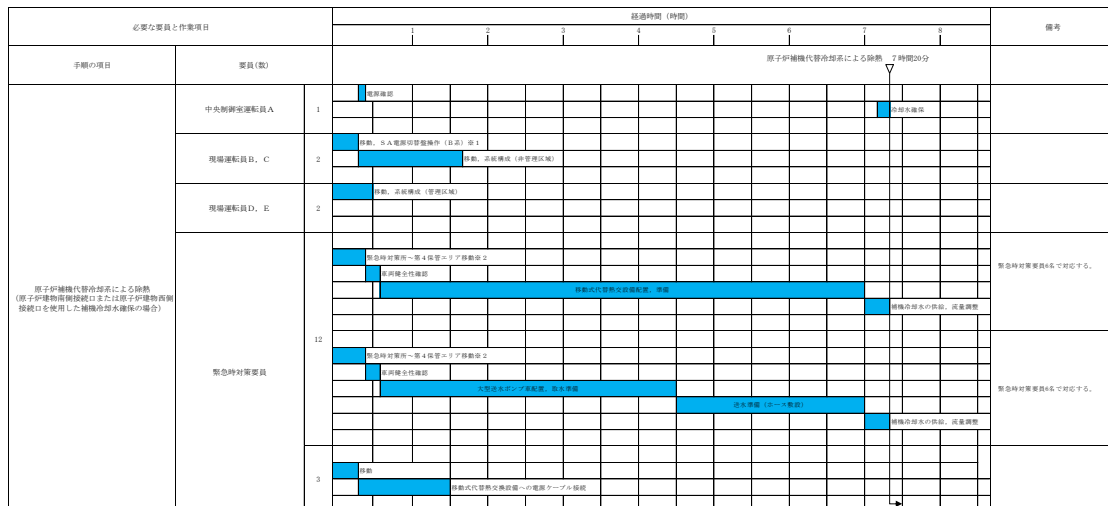 必要な要員と作業項目
経過時間（時間）
備考
1 2 3 4 5 6 7 8
手順の項目
要員(数)
原子炉補機代替冷却系による除熱 7時間20分
原子炉補機代替冷却系による除熱
(原子炉建物南側接続口または原子炉建物西側
接続口を使用した補機冷却水確保の場合)
中央制御室運転員A
1
電源確認
冷却水確保
現場運転員B，C
2
移動，SA電源切替盤操作（B系）※1
移動，系統構成（非管理区域）
現場運転員D，E
2
移動，系統構成（管理区域）
緊急時対策要員
12
緊急時対策所～第4保管エリア移動※2
車両健全性確認
移動式代替熱交設備配置，準備
補機冷却水の供給，流量調整
緊急時対策要員6名で対応する。
緊急時対策所～第4保管エリア移動※2
車両健全性確認
大型送水ポンプ車配置，取水準備
送水準備（ホース敷設）
補機冷却水の供給，流量調整
緊急時対策要員6名で対応する。
3
移動
移動式代替熱交換設備への電源ケーブル接続